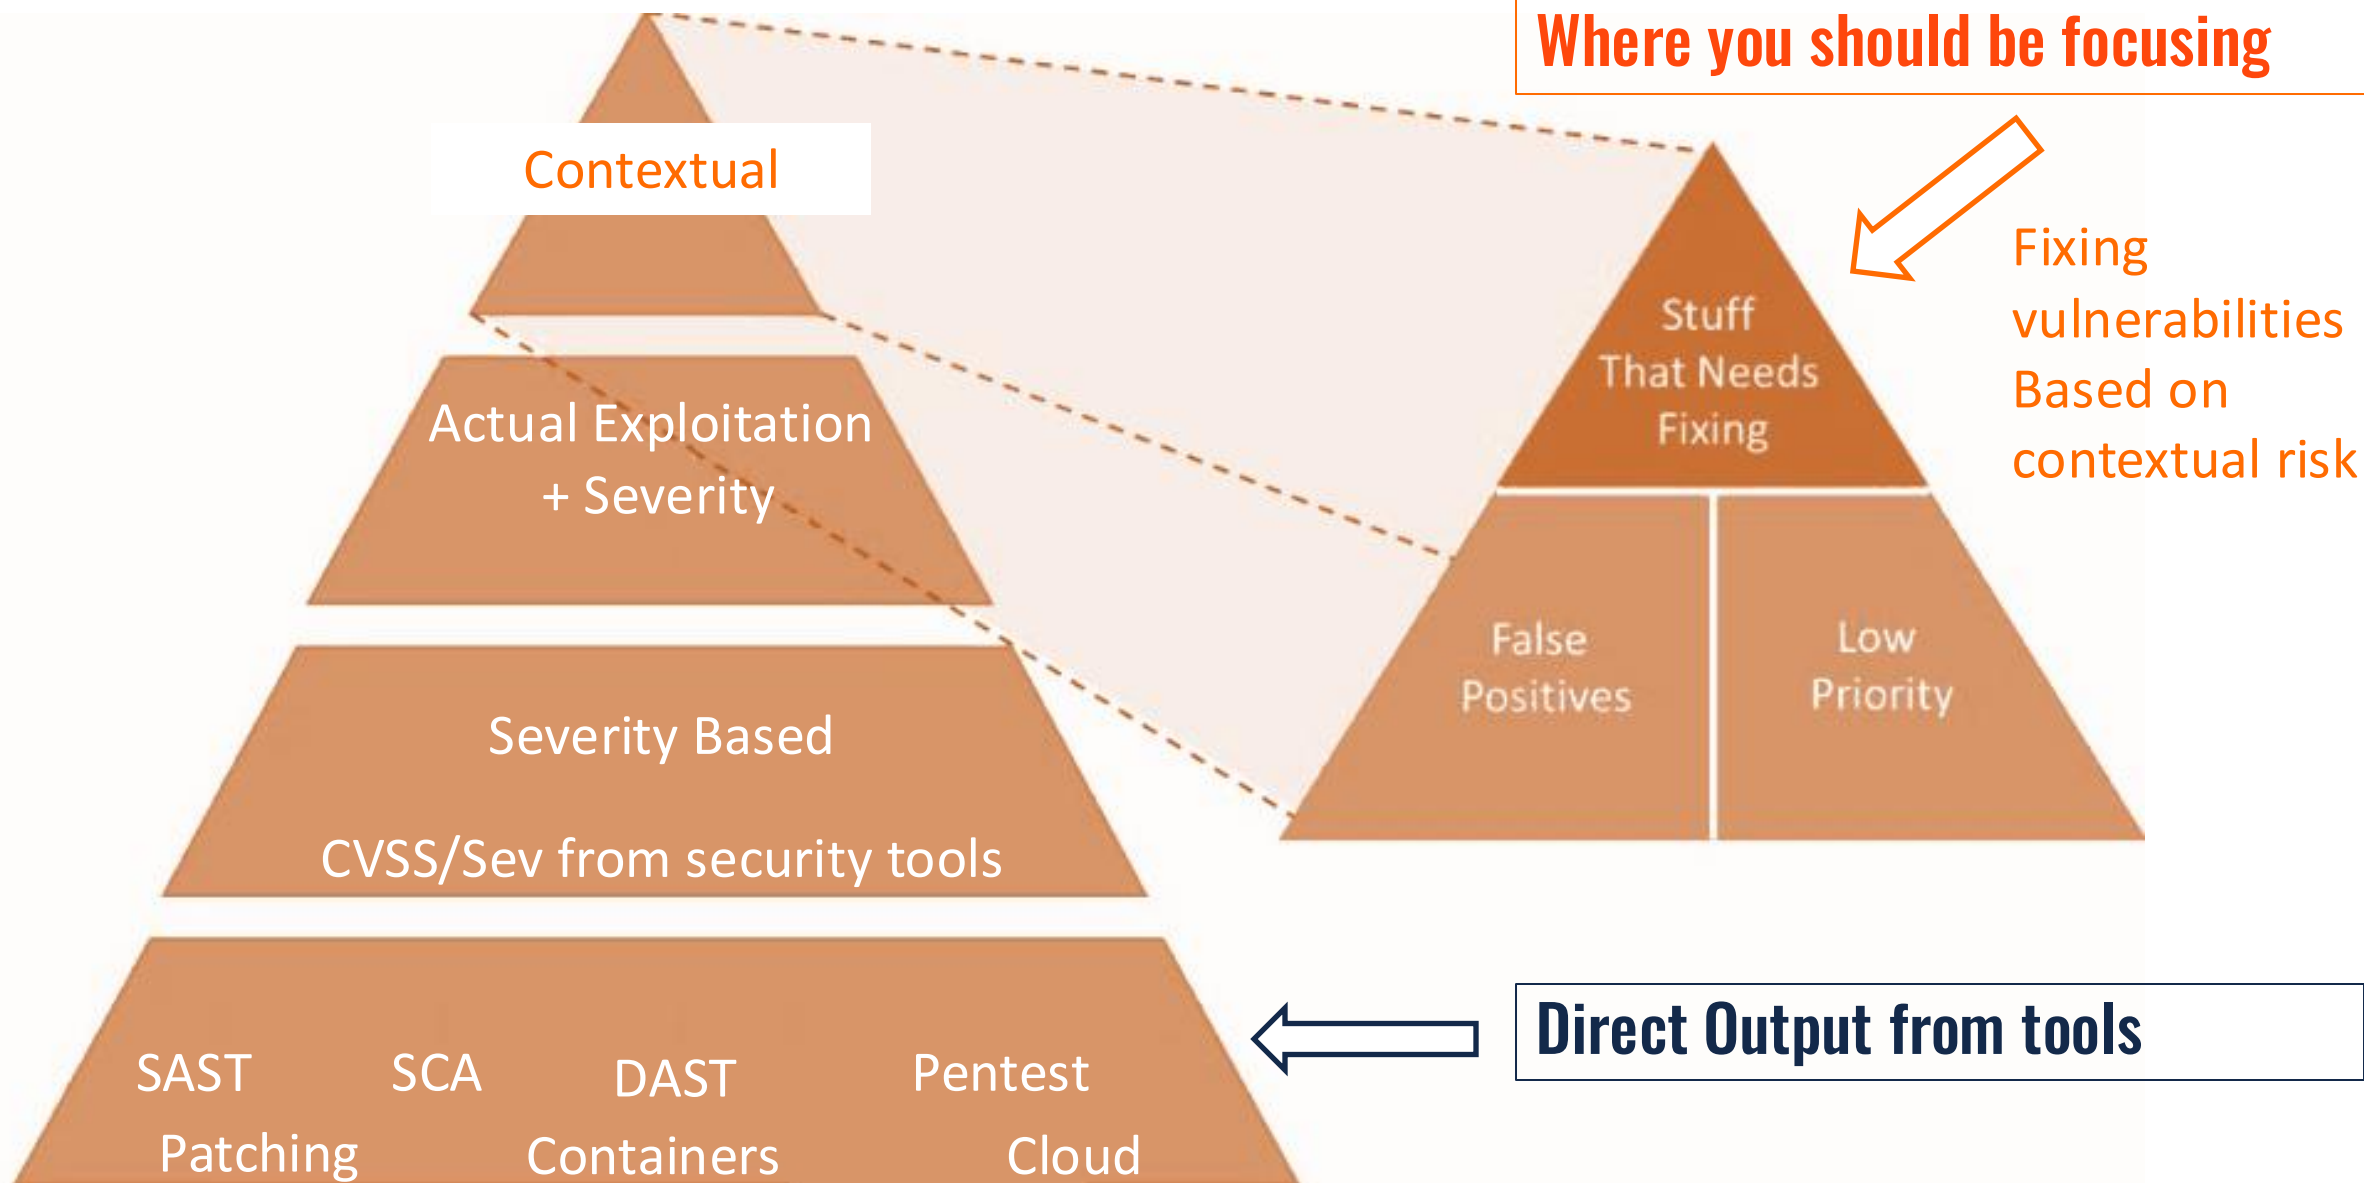 Where you should be focusing
Contextual
Fixing
vulnerabilities
Based on
contextual risk
Stuff
That Needs
Fixing
Actual Exploitation
+ Severity
False
Positives
Low
Priority
Severity Based
CVSS/Sev from security tools
Direct Output from tools
SAST SCA DAST Pentest
Patching Containers Cloud